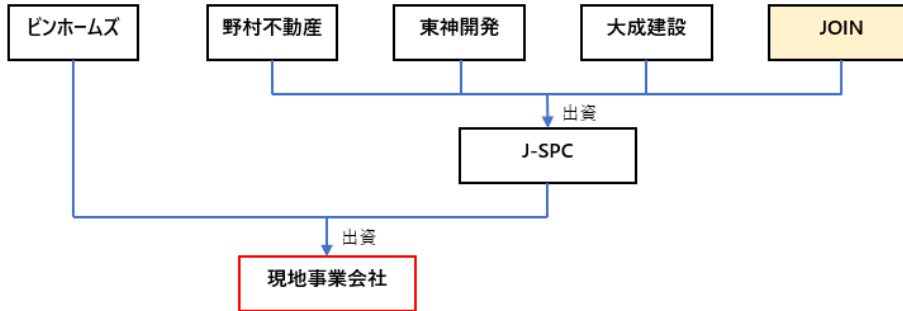 ビンホームズ
野村不動産
東神開発
大成建設
JOIN
出資
J-SPC
出資
現地事業会社